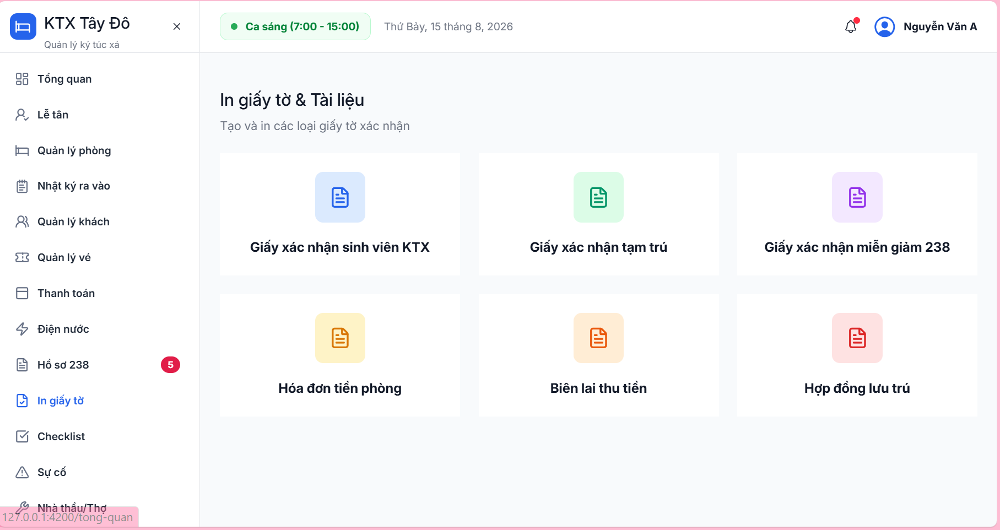 KTX Tây Đô
Quản lý ký túc xá
Ca sáng (7:00 - 15:00)
Thứ Bảy, 15 tháng 8, 2026
Nguyễn Văn A
Tổng quan
Lễ tân
Quản lý phòng
Nhật ký ra vào
Quản lý khách
Quản lý vé
Thanh toán
Điện nước
Hồ sơ 238
5
In giấy tờ
Checklist
Sự cố
Nhà thầu/Thợ
127.0.0.1:4200/tong-quan
In giấy tờ & Tài liệu
Tạo và in các loại giấy tờ xác nhận
Giấy xác nhận sinh viên KTX
Giấy xác nhận tạm trú
Giấy xác nhận miễn giảm 238
Hóa đơn tiền phòng
Biên lai thu tiền
Hợp đồng lưu trú